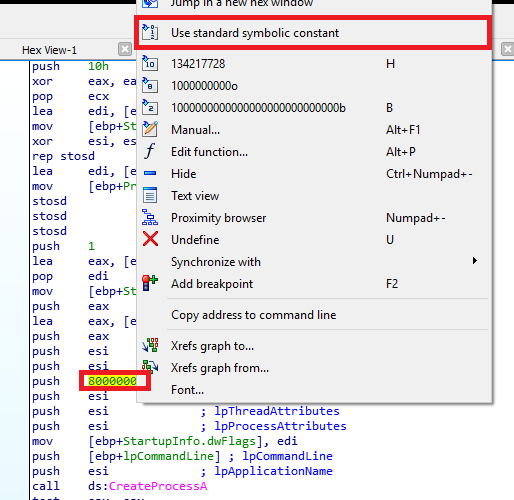 Jump in a new hex window
Hex View-1
Use standard symbolic constant
push 10h
134217728 H
xor eax, ea
1000000000o
pop ecx
lea edi, [e
1000000000000000000000000000b B
mov [ebp+St
Manual... Alt+F1
xor esi, es
Edit function... Alt+P
rep stosd
lea edi, [e
Hide Ctrl+Numpad+-
mov [ebp+Pr
Text view
stosd
stosd
Proximity browser Numpad+-
stosd
push 1
Undefine U
lea eax, [e
Synchronize with
pop edi
mov [ebp+St
Add breakpoint F2
push eax
lea eax, [e
Copy address to command line
push eax
push esi
Xrefs graph to...
push esi
Xrefs graph from...
push 8000000
Font...
push esi
push esi ; lpThreadAttributes
push esi ; lpProcessAttributes
mov [ebp+StartupInfo.dwFlags], edi
mov [ebp+lpCommandLine] ; lpCommandLine
push esi ; lpApplicationName
call ds:CreateProcessA